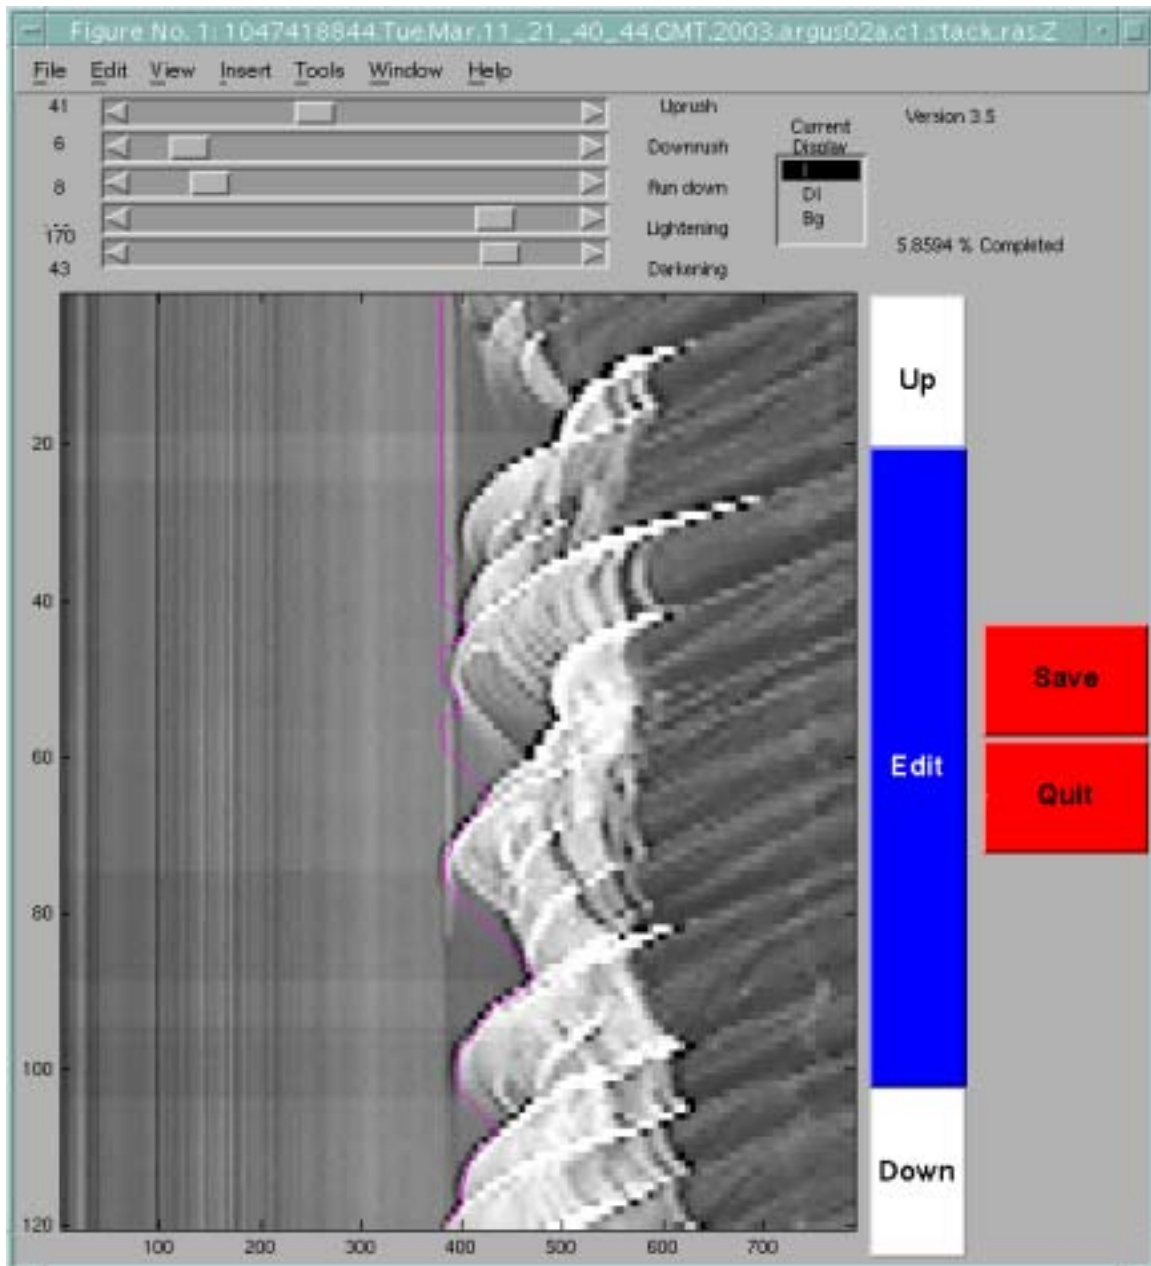 Figure No. 1: 1047418844.Tue.Mar.11_21_40_44.GMT.2003.argus02a.c1.stack.ras.Z
File Edit View Insert Tools Window Help
41 Uprush
6 Downrush
8 Run down
170 Lightening
43 Darkening
Current
Display
I
DI
Bg
Version 3.5
5.8594 % Completed
Up
Edit
Down
Save
Quit
20
40
60
80
100
120
100 200 300 400 500 600 700